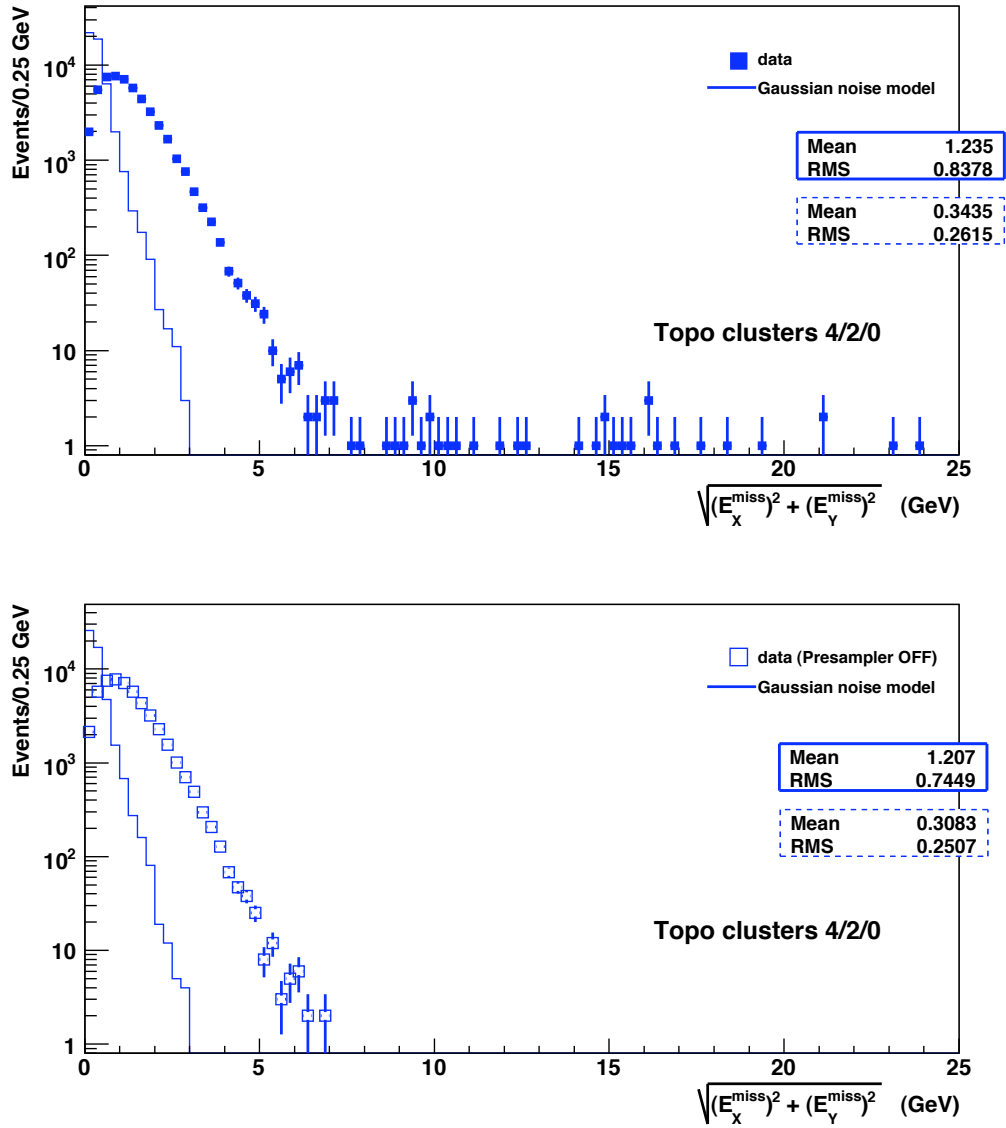 Events/0.25 GeV
10⁴
10³
10²
10
1
data
Gaussian noise model
Mean 1.235
RMS 0.8378
Mean 0.3435
RMS 0.2615
Topo clusters 4/2/0
0 5 10 15 20 25
√(E_X^miss)² + (E_Y^miss)² (GeV)
Events/0.25 GeV
10⁴
10³
10²
10
1
data (Presampler OFF)
Gaussian noise model
Mean 1.207
RMS 0.7449
Mean 0.3083
RMS 0.2507
Topo clusters 4/2/0
0 5 10 15 20 25
√(E_X^miss)² + (E_Y^miss)² (GeV)